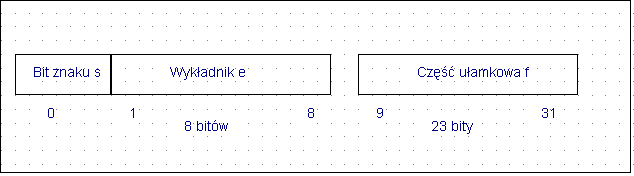 Bit znaku s Wykładnik e Część ułamkowa f
0 1 8 9 31
8 bitów 23 bity